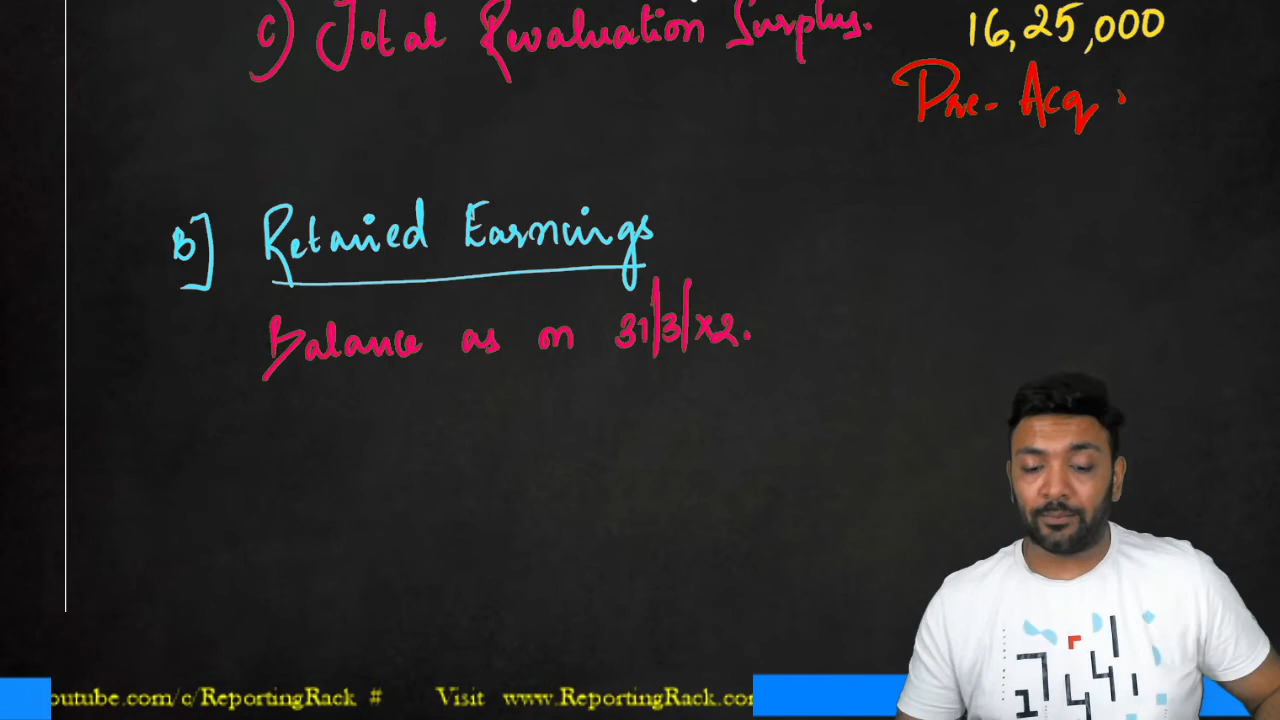 c) Total Revaluation Surplus. 16,25,000
Pre-Acq.
B] Retained Earnings
Balance as on 31/3/x2.
outube.com/c/ReportingRack # Visit www.ReportingRack.co